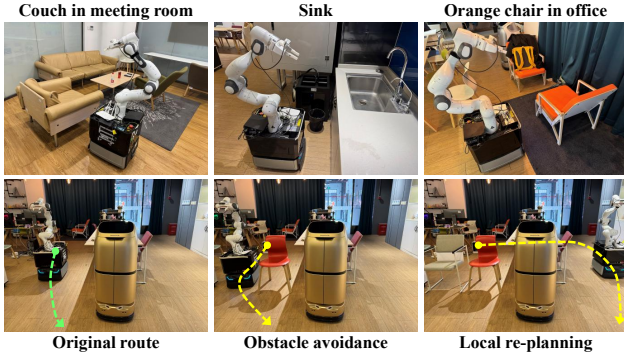 Couch in meeting room
Sink
Orange chair in office
Original route
Obstacle avoidance
Local re-planning